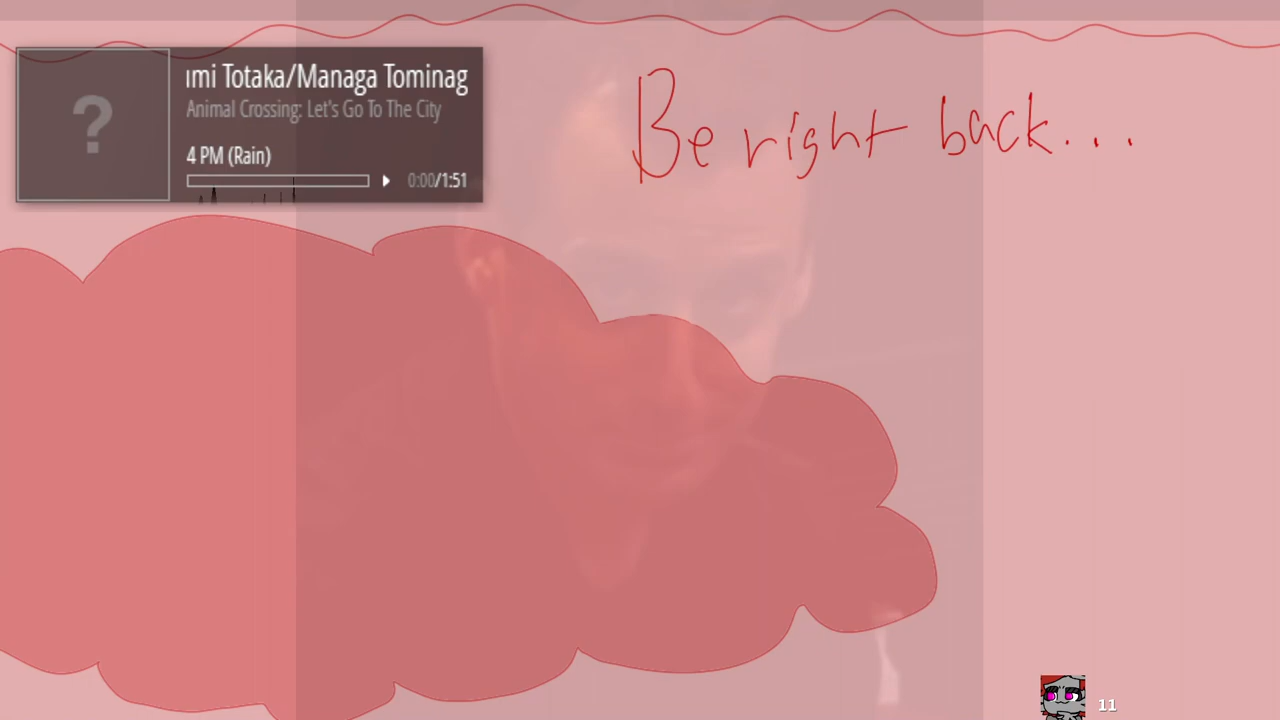 ımi Totaka/Managa Tominag
Animal Crossing: Let's Go To The City
?
4 PM (Rain)
0:00/1:51
Be right back...
11